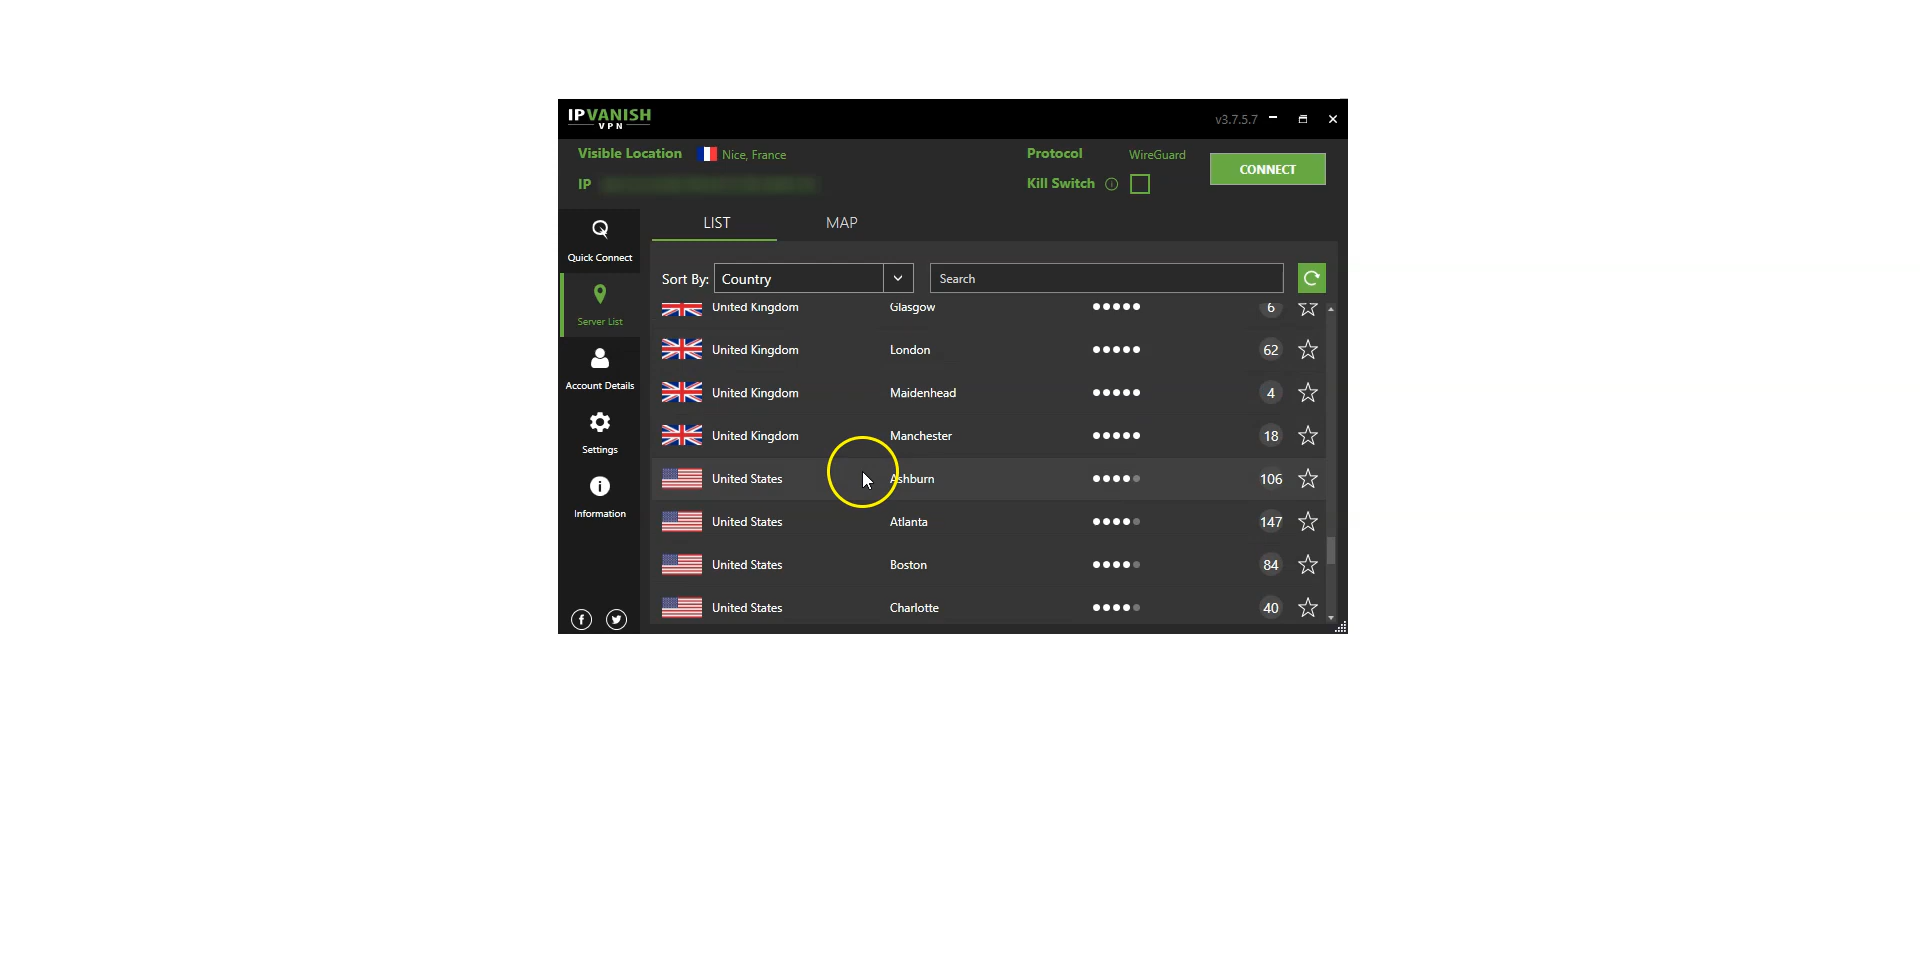 IPVANISH
VPN
v3.7.5.7
Visible Location Nice, France
Protocol WireGuard
CONNECT
IP
Kill Switch
Quick Connect
Server List
Account Details
Settings
Information
LIST MAP
Sort By: Country Search
United Kingdom Glasgow 6
United Kingdom London 62
United Kingdom Maidenhead 4
United Kingdom Manchester 18
United States Ashburn 106
United States Atlanta 147
United States Boston 84
United States Charlotte 40